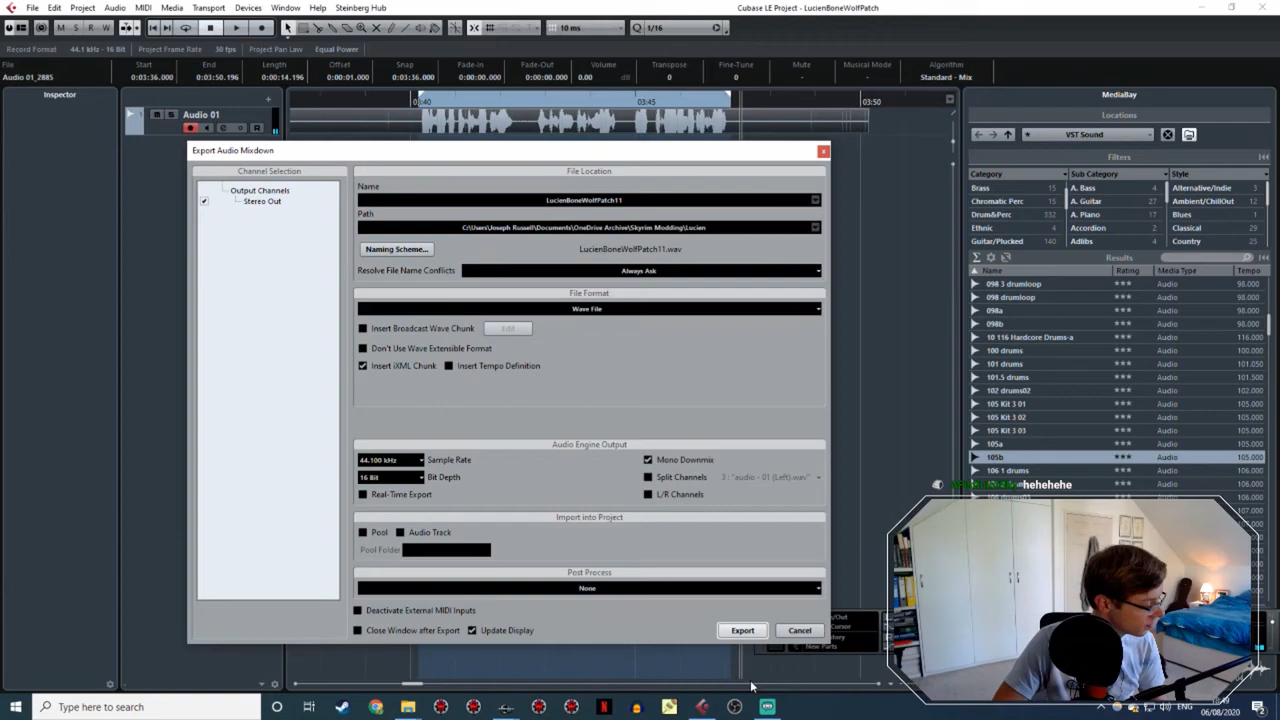 File Edit Project Audio MIDI Media Transport Devices Window Help Steinberg Hub
Cubase LE Project - LucienBoneWolfPatch
M S R W
10 ms
Q 1/16
Record Format 44.1 kHz - 16 Bit Project Frame Rate 30 fps Project Pan Law Equal Power
File Start End Length Offset Snap Fade-In Fade-Out Volume Transpose Fine-Tune Mute Musical Mode Algorithm
Audio 01_2885 0:03:36.000 0:03:50.196 0:00:14.196 0:00:01.000 0:03:36.000 0:00:00.000 0:00:00.000 0.00 dB 0 0 Standard - Mix
Inspector
1 M S Audio 01
R
03:40 03:45 03:50
MediaBay
Locations
VST Sound
Filters
Category Sub Category Style
Brass 15 A. Bass 4 Alternative/Indie 3
Chromatic Perc 15 A. Guitar 27 Ambient/ChillOut 12
Drum&Perc 332 A. Piano 17 Blues 1
Ethnic 4 Accordion 4 Classical 29
Guitar/Plucked 140 Adlibs 4 Country 25
Results
Name Rating Media Type Tempo
098 3 drumloop *** Audio 98.000
098 drumloop *** Audio 98.000
098a *** Audio 98.000
098b *** Audio 98.000
10 116 Hardcore Drums-a *** Audio 116.000
100 drums *** Audio 100.000
101 drums *** Audio 101.050
101.5 drums *** Audio 101.500
102 drums02 *** Audio 102.000
105 Kit 3 01 *** Audio 105.000
105 Kit 3 02 *** Audio 105.000
105 Kit 3 03 *** Audio 105.000
105a *** Audio 105.000
105b *** Audio 105.000
106 1 drums *** Audio 106.000
hehehehe
Export Audio Mixdown
Channel Selection
Output Channels
Stereo Out
File Location
Name
LucienBoneWolfPatch11
Path
C:\Users\Joseph Russell\Documents\OneDrive Archive\Skyrim Modding\Lucien
Naming Scheme... LucienBoneWolfPatch11.wav
Resolve File Name Conflicts Always Ask
File Format
Wave File
Insert Broadcast Wave Chunk Edit
Don't Use Wave Extensible Format
Insert iXML Chunk Insert Tempo Definition
Audio Engine Output
44.100 kHz Sample Rate Mono Downmix
16 Bit Bit Depth Split Channels 3 : "audio - 01 (Left).wav"
Real-Time Export L/R Channels
Import into Project
Pool Audio Track
Pool Folder
Post Process
None
Deactivate External MIDI Inputs
Close Window after Export Update Display
Export Cancel
New Parts
Type here to search
ENG
06/08/2020